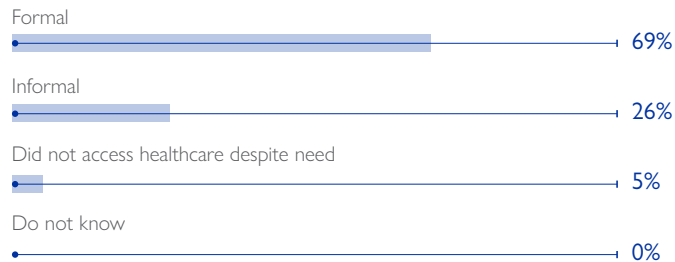 Formal
69%
Informal
26%
Did not access healthcare despite need
5%
Do not know
0%